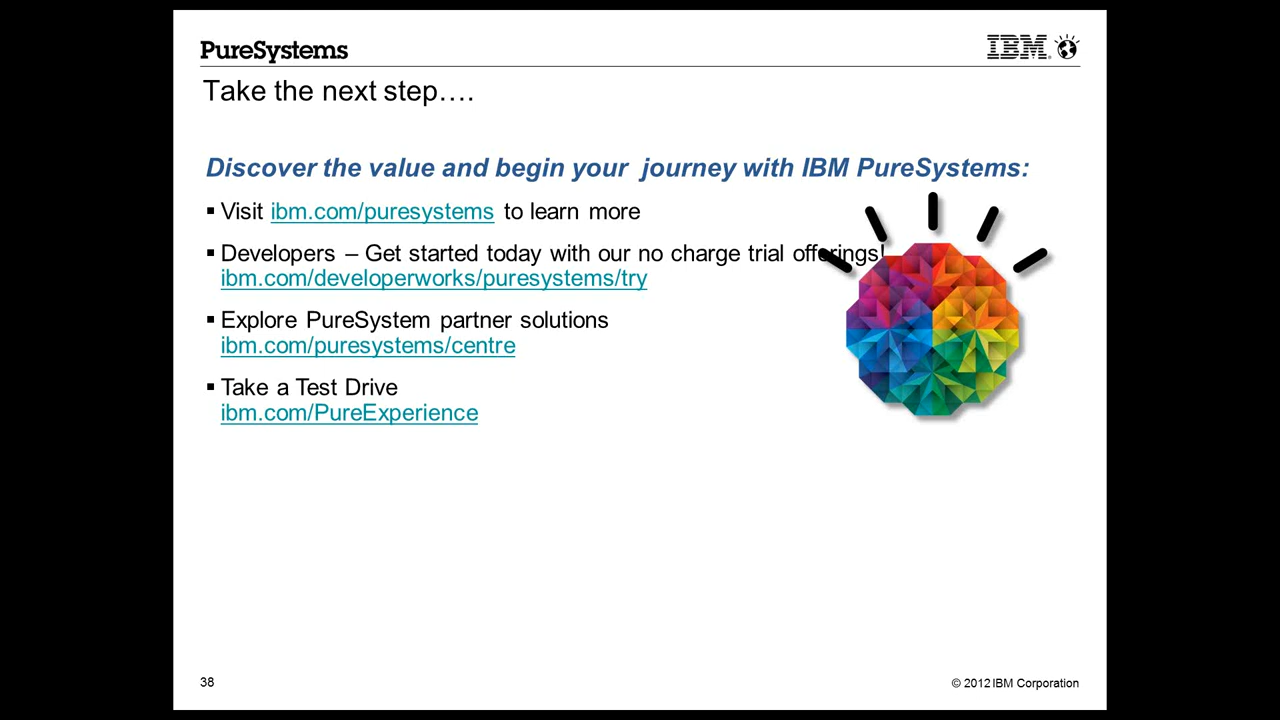 PureSystems
IBM
Take the next step….
Discover the value and begin your journey with IBM PureSystems:
▪ Visit ibm.com/puresystems to learn more
▪ Developers – Get started today with our no charge trial offerings!
ibm.com/developerworks/puresystems/try
▪ Explore PureSystem partner solutions
ibm.com/puresystems/centre
▪ Take a Test Drive
ibm.com/PureExperience
38
© 2012 IBM Corporation